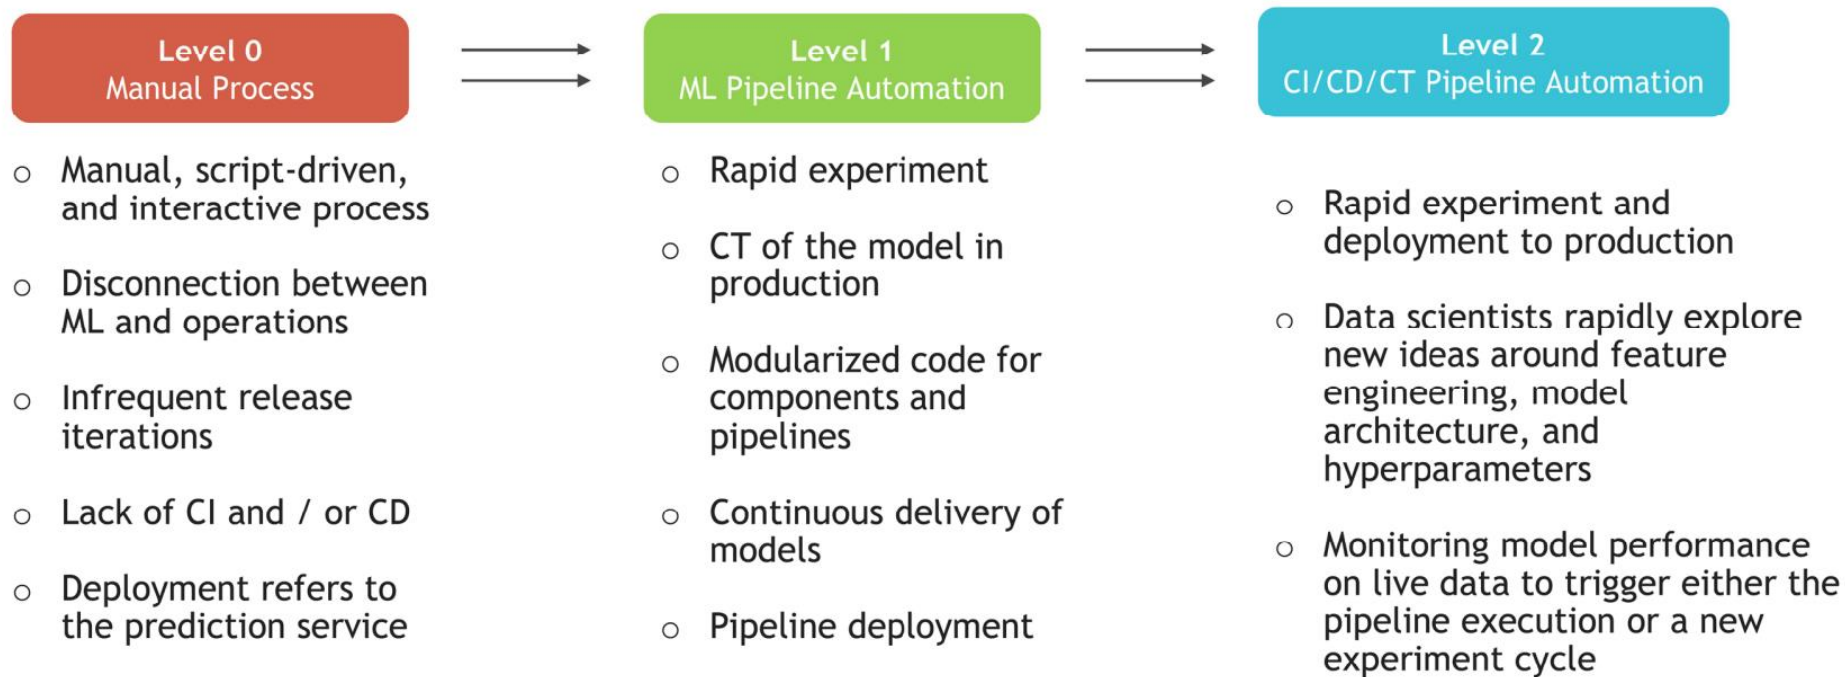 Level 0
Manual Process
○ Manual, script-driven,
and interactive process
○ Disconnection between
ML and operations
○ Infrequent release
iterations
○ Lack of CI and / or CD
○ Deployment refers to
the prediction service
Level 1
ML Pipeline Automation
○ Rapid experiment
○ CT of the model in
production
○ Modularized code for
components and
pipelines
○ Continuous delivery of
models
○ Pipeline deployment
Level 2
CI/CD/CT Pipeline Automation
○ Rapid experiment and
deployment to production
○ Data scientists rapidly explore
new ideas around feature
engineering, model
architecture, and
hyperparameters
○ Monitoring model performance
on live data to trigger either the
pipeline execution or a new
experiment cycle